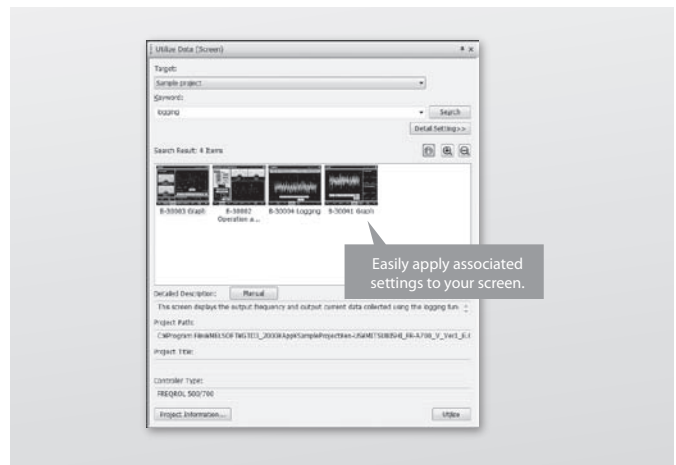 Utilize Data (Screen)
Target:
Sample project
Keyword:
logging
Search
Detail Setting>>
Search Result: 4 Items
B-30003 Graph
B-30002
Operation a...
B-30004 Logging
B-30041 Graph
Easily apply associated
settings to your screen.
Detailed Description:
Manual
This screen displays the output frequency and output current data collected using the logging fun
Project Path:
Project Title:
Controller Type:
FREQROL 500/700
Project Information...
Utilize